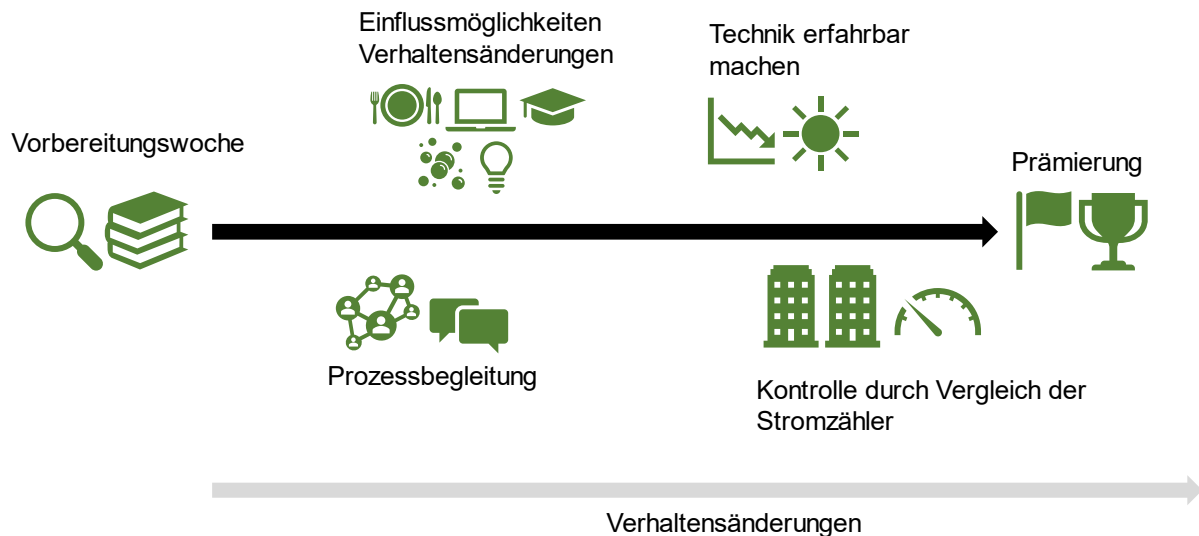 Einflussmöglichkeiten
Verhaltensänderungen
Technik erfahrbar
machen
Vorbereitungswoche
Prämierung
Prozessbegleitung
Kontrolle durch Vergleich der
Stromzähler
Verhaltensänderungen